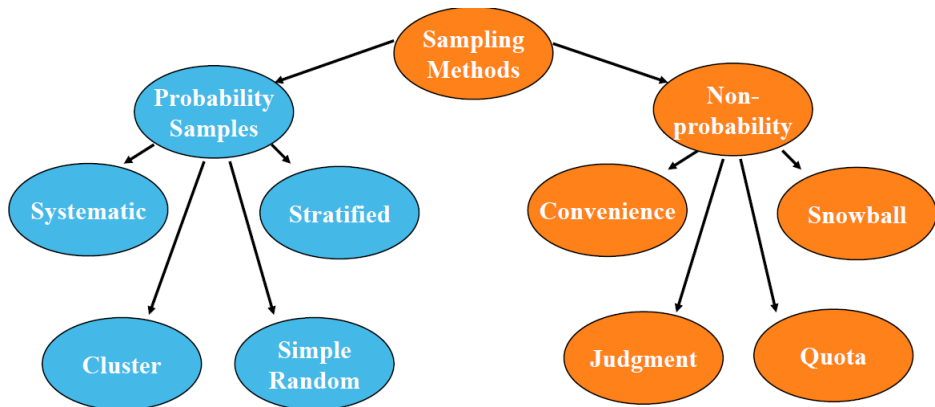 Sampling
Methods
Probability
Samples
Non-
probability
Systematic
Stratified
Convenience
Snowball
Cluster
Simple
Random
Judgment
Quota